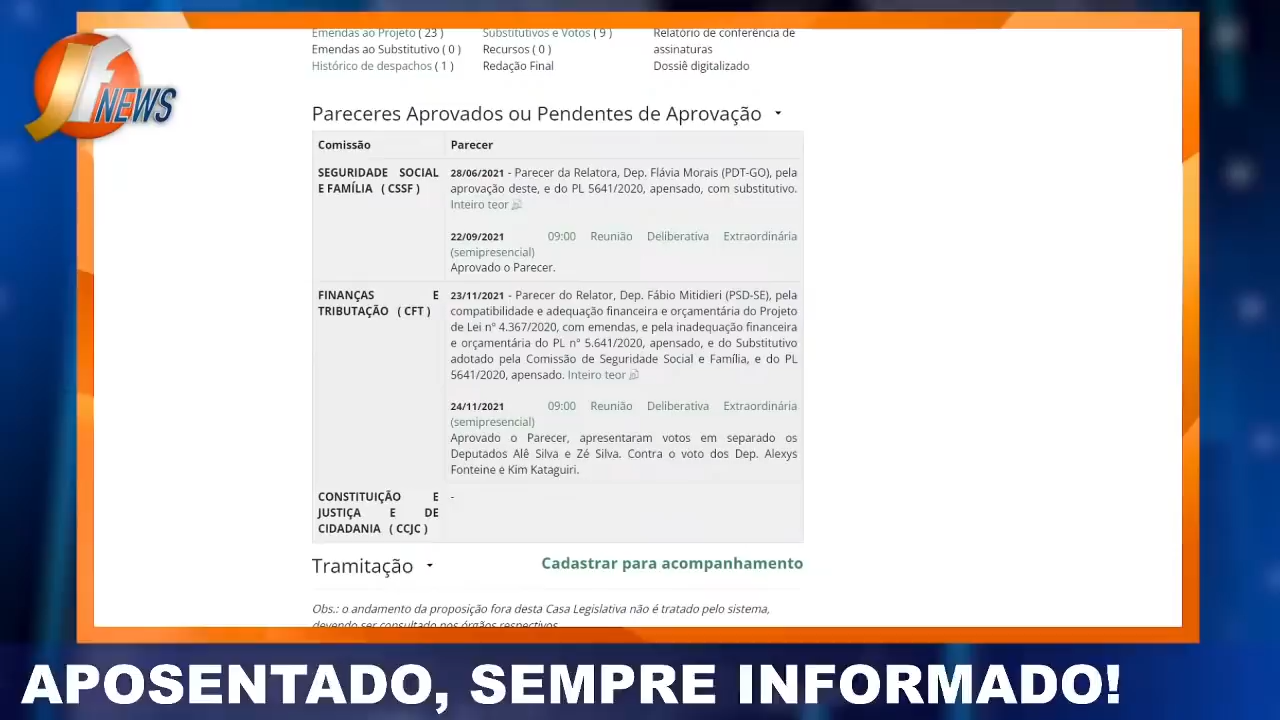 Emendas ao Projeto ( 23 )
Substitutivos e Votos ( 9 )
Relatório de conferência de
assinaturas
Emendas ao Substitutivo ( 0 )
Recursos ( 0 )
Histórico de despachos ( 1 )
Redação Final
Dossiê digitalizado
Jf NEWS
Pareceres Aprovados ou Pendentes de Aprovação
Comissão
Parecer
SEGURIDADE SOCIAL
E FAMÍLIA ( CSSF )
28/06/2021 - Parecer da Relatora, Dep. Flávia Morais (PDT-GO), pela
aprovação deste, e do PL 5641/2020, apensado, com substitutivo.
Inteiro teor
22/09/2021 09:00 Reunião Deliberativa Extraordinária
(semipresencial)
Aprovado o Parecer.
FINANÇAS E
TRIBUTAÇÃO ( CFT )
23/11/2021 - Parecer do Relator, Dep. Fábio Mitidieri (PSD-SE), pela
compatibilidade e adequação financeira e orçamentária do Projeto
de Lei nº 4.367/2020, com emendas, e pela inadequação financeira
e orçamentária do PL nº 5.641/2020, apensado, e do Substitutivo
adotado pela Comissão de Seguridade Social e Família, e do PL
5641/2020, apensado. Inteiro teor
24/11/2021 09:00 Reunião Deliberativa Extraordinária
(semipresencial)
Aprovado o Parecer, apresentaram votos em separado os
Deputados Alê Silva e Zé Silva. Contra o voto dos Dep. Alexys
Fonteine e Kim Kataguiri.
CONSTITUIÇÃO E
JUSTIÇA E DE
CIDADANIA ( CCJC )
-
Tramitação
Cadastrar para acompanhamento
Obs.: o andamento da proposição fora desta Casa Legislativa não é tratado pelo sistema,
devendo ser consultado nos órgãos respectivos.
APOSENTADO, SEMPRE INFORMADO!